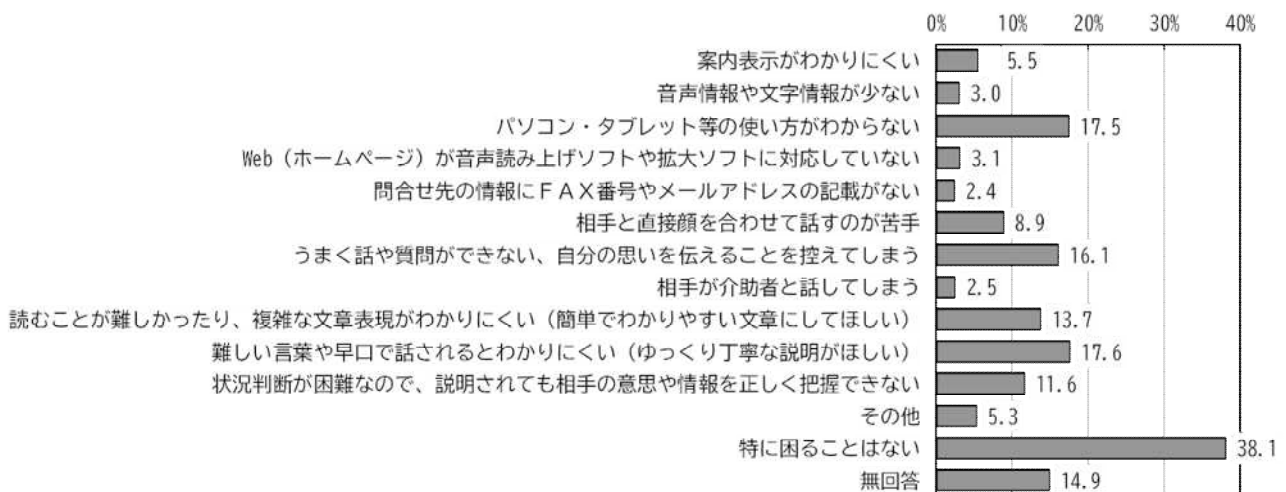 0% 10% 20% 30% 40%
案内表示がわかりにくい 5.5
音声情報や文字情報が少ない 3.0
パソコン・タブレット等の使い方がわからない 17.5
Web（ホームページ）が音声読み上げソフトや拡大ソフトに対応していない 3.1
問合せ先の情報にＦＡＸ番号やメールアドレスの記載がない 2.4
相手と直接顔を合わせて話すのが苦手 8.9
うまく話や質問ができない、自分の思いを伝えることを控えてしまう 16.1
相手が介助者と話してしまう 2.5
読むことが難しかったり、複雑な文章表現がわかりにくい（簡単でわかりやすい文章にしてほしい） 13.7
難しい言葉や早口で話されるとわかりにくい（ゆっくり丁寧な説明がほしい） 17.6
状況判断が困難なので、説明されても相手の意思や情報を正しく把握できない 11.6
その他 5.3
特に困ることはない 38.1
無回答 14.9